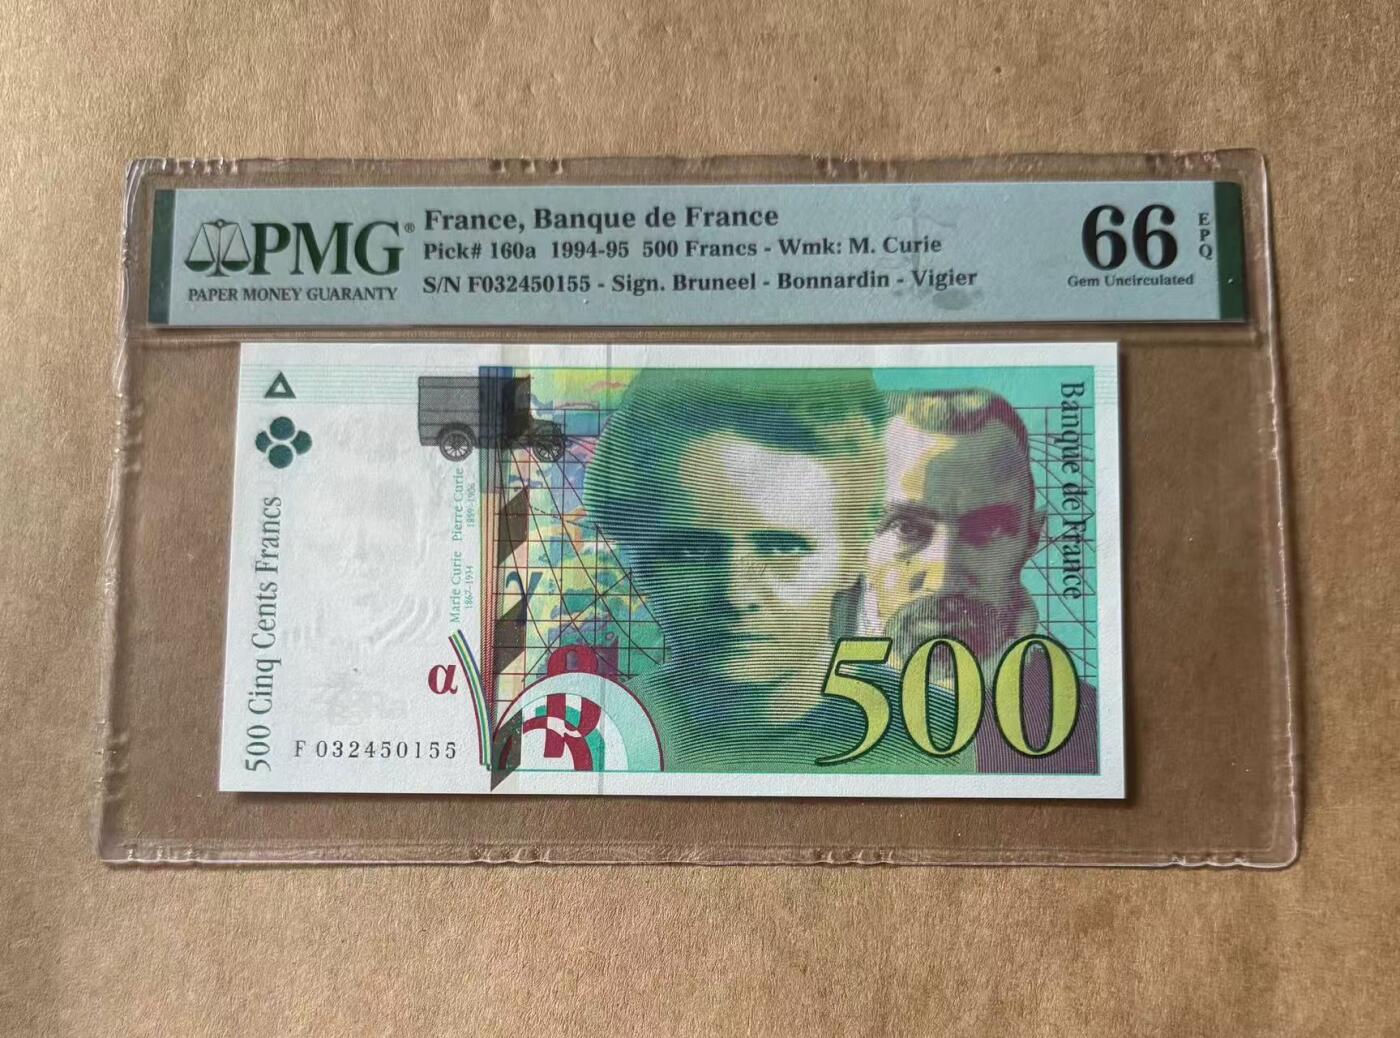 PMG®
PAPER MONEY GUARANTY
France, Banque de France
Pick# 160a 1994-95 500 Francs - Wmk: M. Curie
S/N F032450155 - Sign. Bruneel - Bonnardin - Vigier
66
EPQ
Gem Uncirculated
500 Cinq Cents Francs
Marie Curie Pierre Curie
1867-1934 1859-1906
α
γ
F 032450155
Banque de France
500